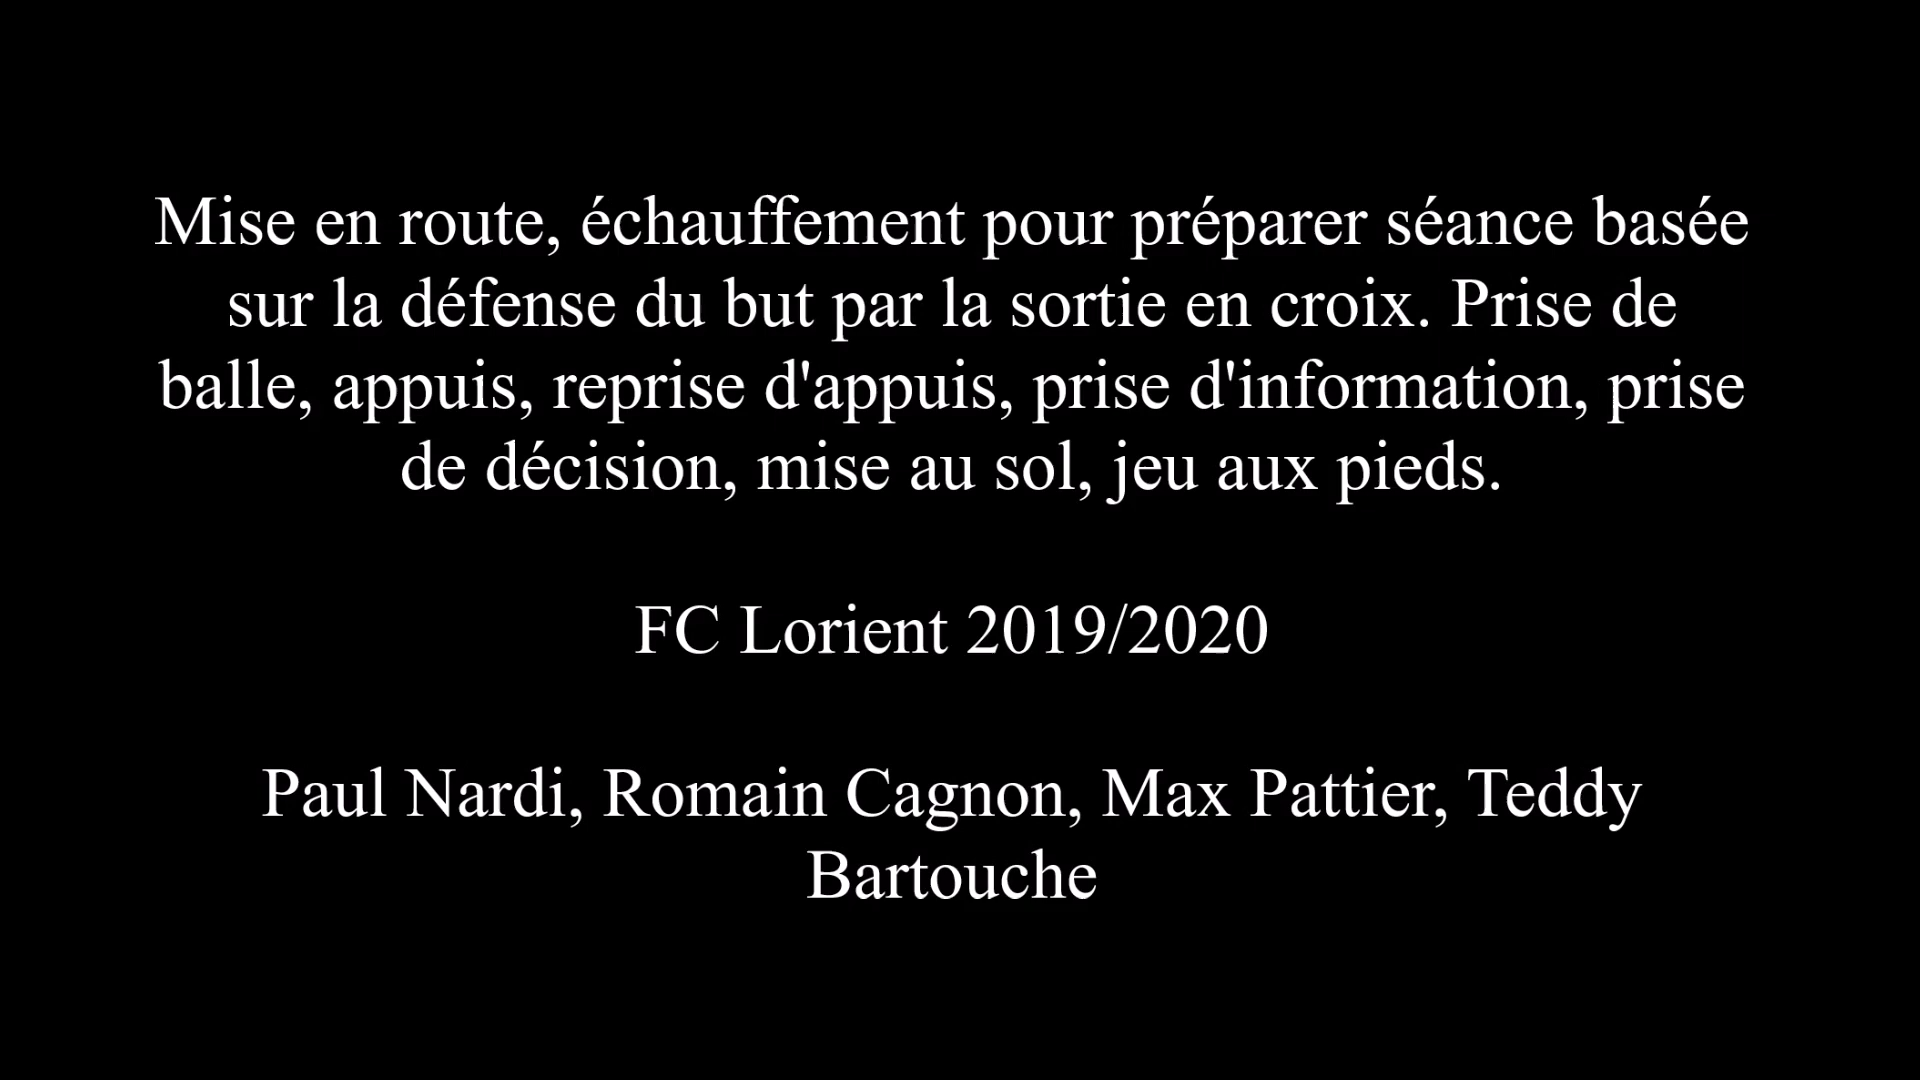 Mise en route, échauffement pour préparer séance basée
sur la défense du but par la sortie en croix. Prise de
balle, appuis, reprise d'appuis, prise d'information, prise
de décision, mise au sol, jeu aux pieds.
FC Lorient 2019/2020
Paul Nardi, Romain Cagnon, Max Pattier, Teddy
Bartouche